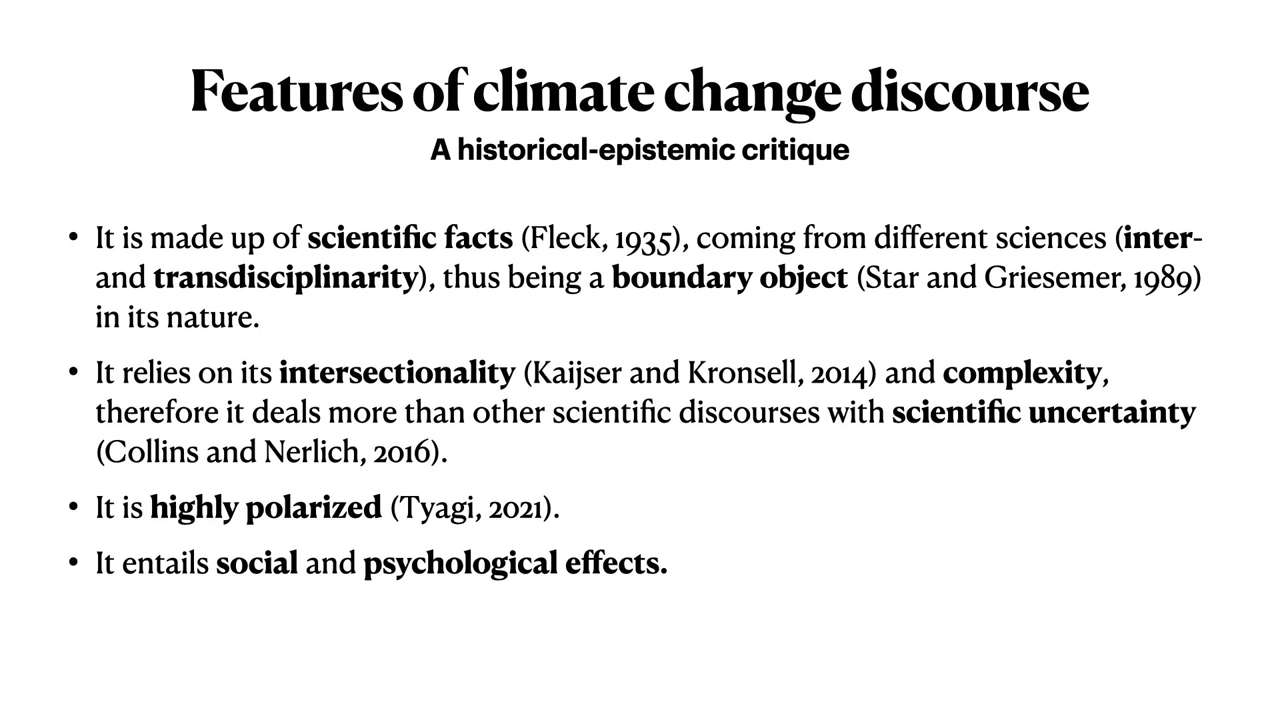 Features of climate change discourse
A historical-epistemic critique
• It is made up of scientific facts (Fleck, 1935), coming from different sciences (inter-
and transdisciplinarity), thus being a boundary object (Star and Griesemer, 1989)
in its nature.
• It relies on its intersectionality (Kaijser and Kronsell, 2014) and complexity,
therefore it deals more than other scientific discourses with scientific uncertainty
(Collins and Nerlich, 2016).
• It is highly polarized (Tyagi, 2021).
• It entails social and psychological effects.